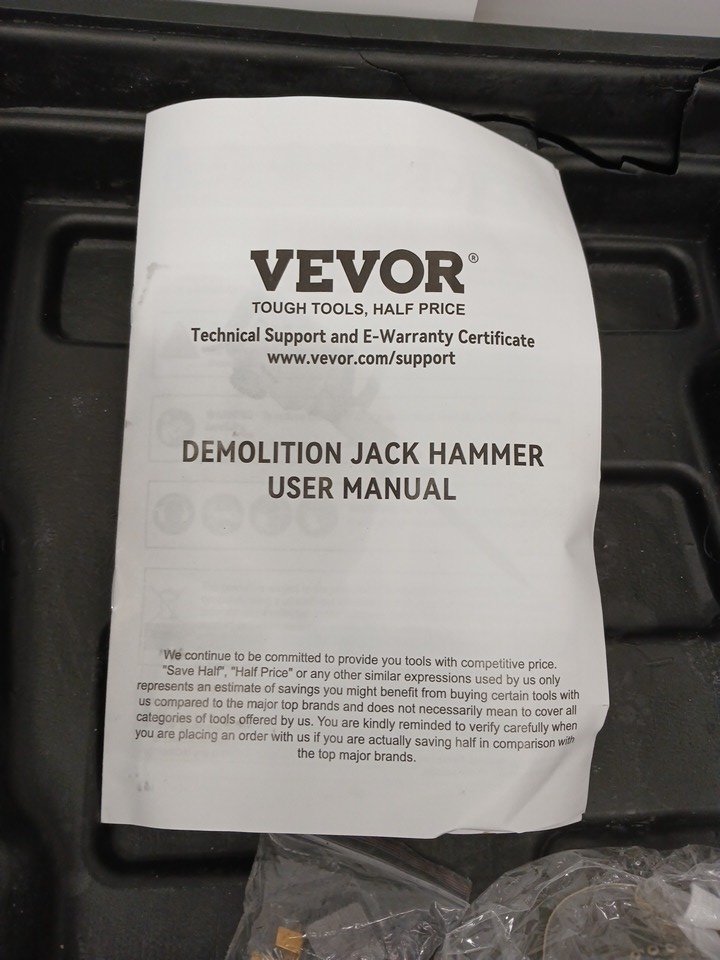 VEVOR®
TOUGH TOOLS, HALF PRICE
Technical Support and E-Warranty Certificate
www.vevor.com/support
DEMOLITION JACK HAMMER
USER MANUAL
We continue to be committed to provide you tools with competitive price.
"Save Half", "Half Price" or any other similar expressions used by us only
represents an estimate of savings you might benefit from buying certain tools with
us compared to the major top brands and does not necessarily mean to cover all
categories of tools offered by us. You are kindly reminded to verify carefully when
you are placing an order with us if you are actually saving half in comparison with
the top major brands.